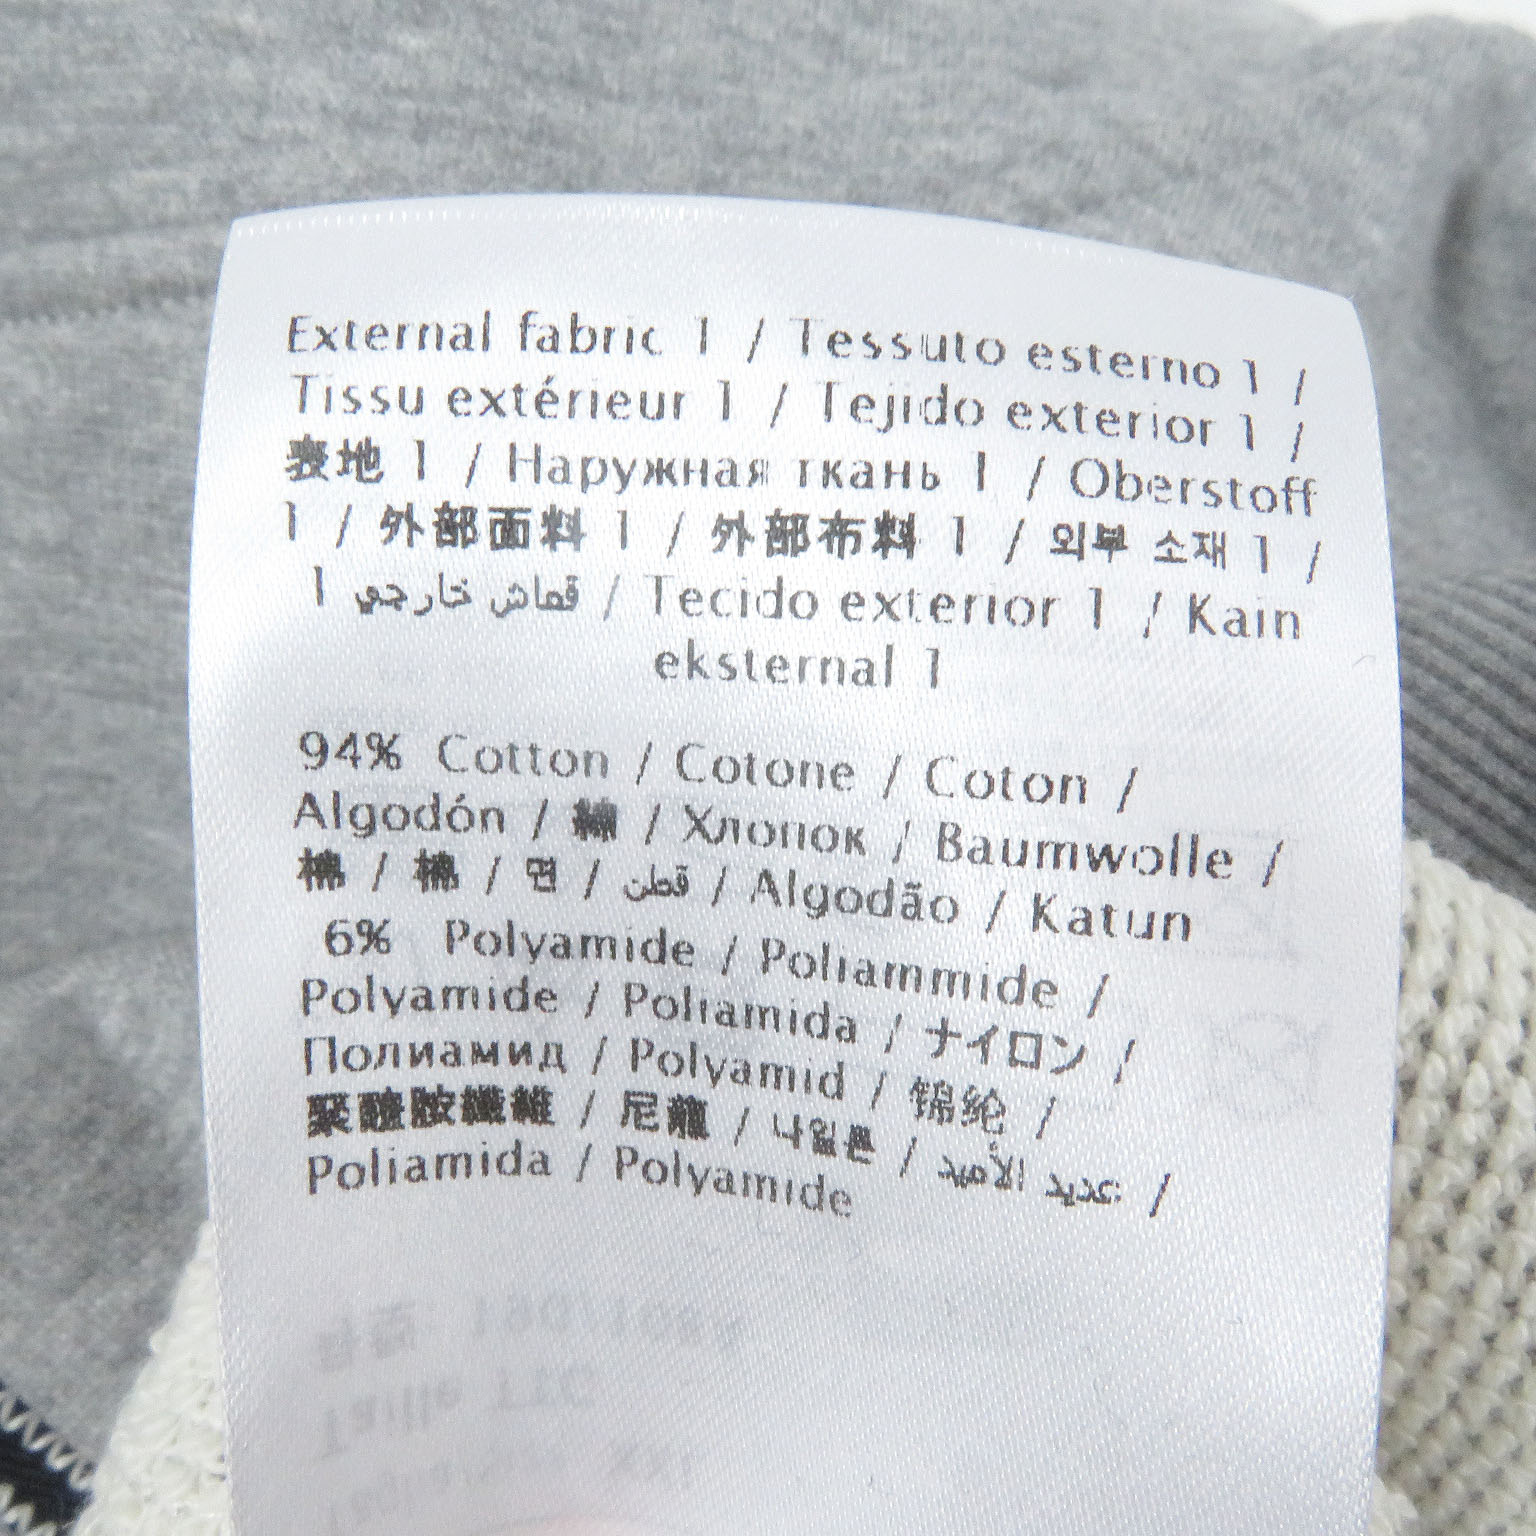 External fabric 1 / Tessuto esterno 1 /
Tissu extérieur 1 / Tejido exterior 1 /
表地 1 / Наружная ткань 1 / Oberstoff
1 / 外部面料 1 / 外部布料 1 / 외부 소재 1 /
قماش خارجي 1 / Tecido exterior 1 / Kain
eksternal 1
94% Cotton / Cotone / Coton /
Algodón / 綿 / Хлопок / Baumwolle /
棉 / 棉 / 면 / قطن / Algodão / Katun
6% Polyamide / Poliammide /
Polyamide / Poliamida / ナイロン /
Полиамид / Polyamid / 锦纶 /
聚醯胺纖維 / 尼龍 / 나일론 / عديد الأميد /
Poliamida / Polyamide